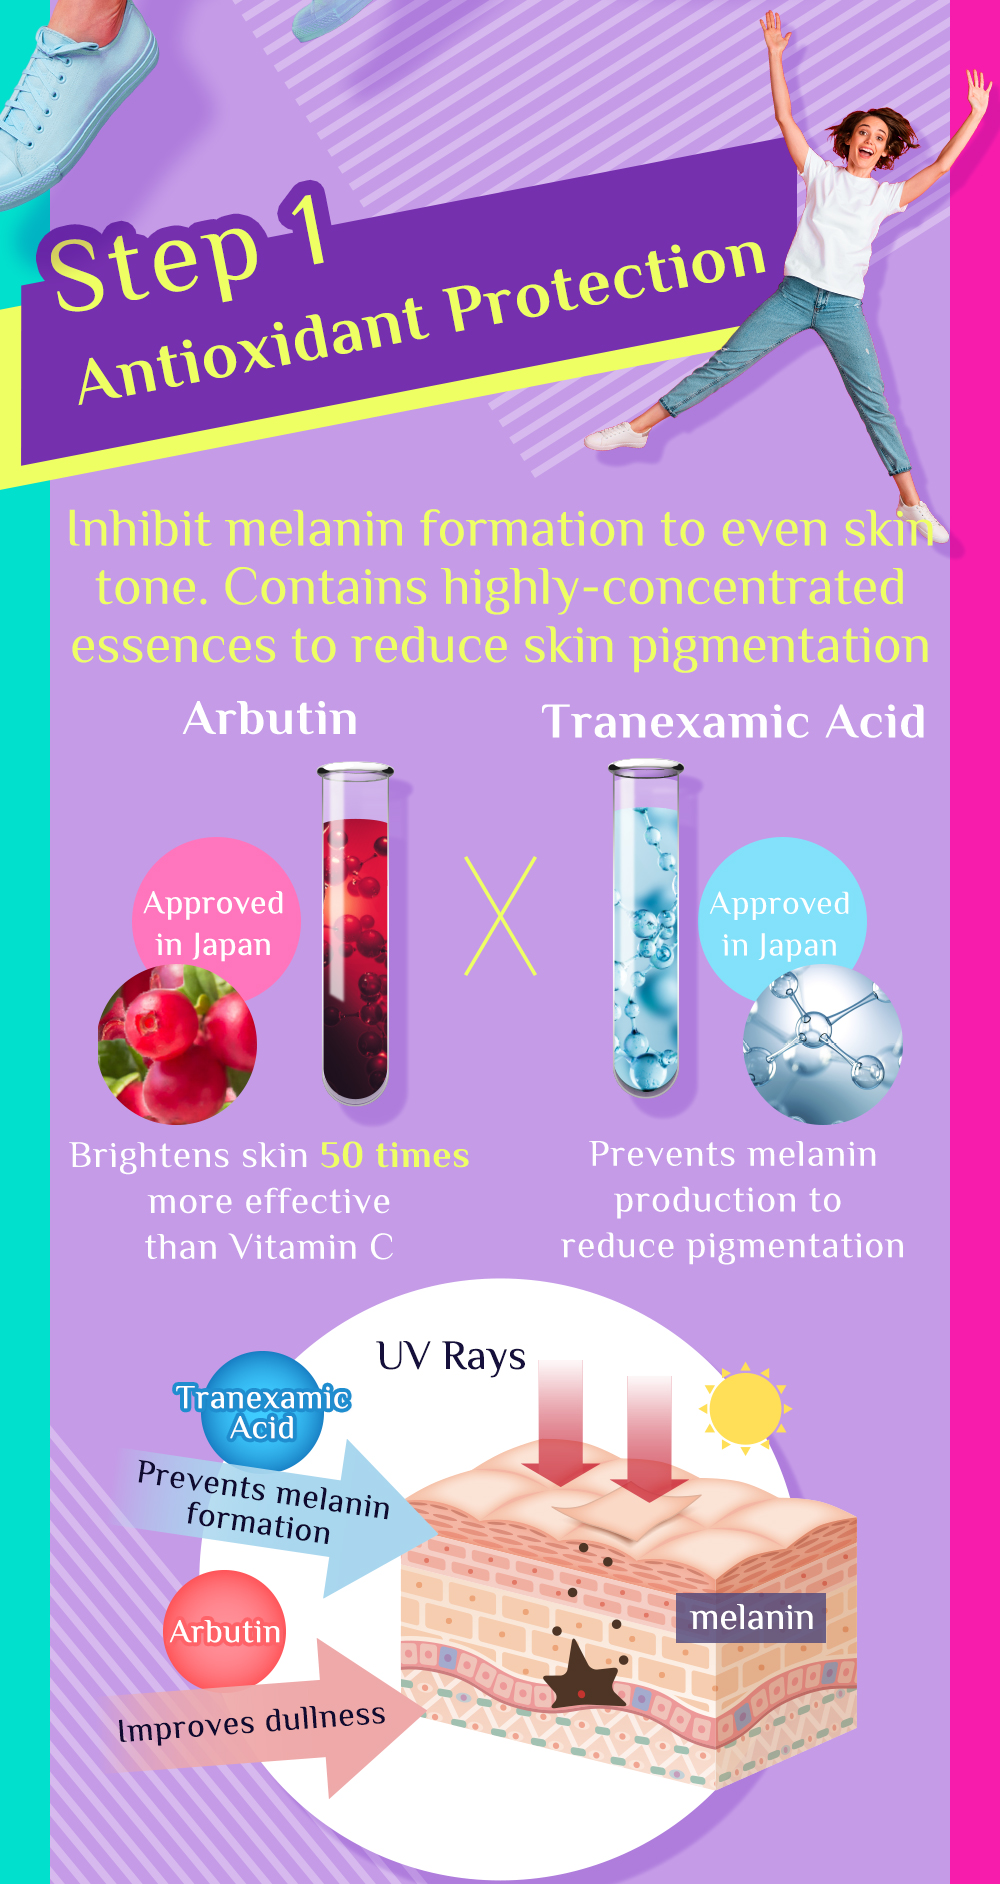 Step 1
Antioxidant Protection
Inhibit melanin formation to even skin
tone. Contains highly-concentrated
essences to reduce skin pigmentation
Arbutin
Tranexamic Acid
Approved
in Japan
Approved
in Japan
Brightens skin 50 times
more effective
than Vitamin C
Prevents melanin
production to
reduce pigmentation
UV Rays
Tranexamic
Acid
Prevents melanin
formation
melanin
Arbutin
Improves dullness